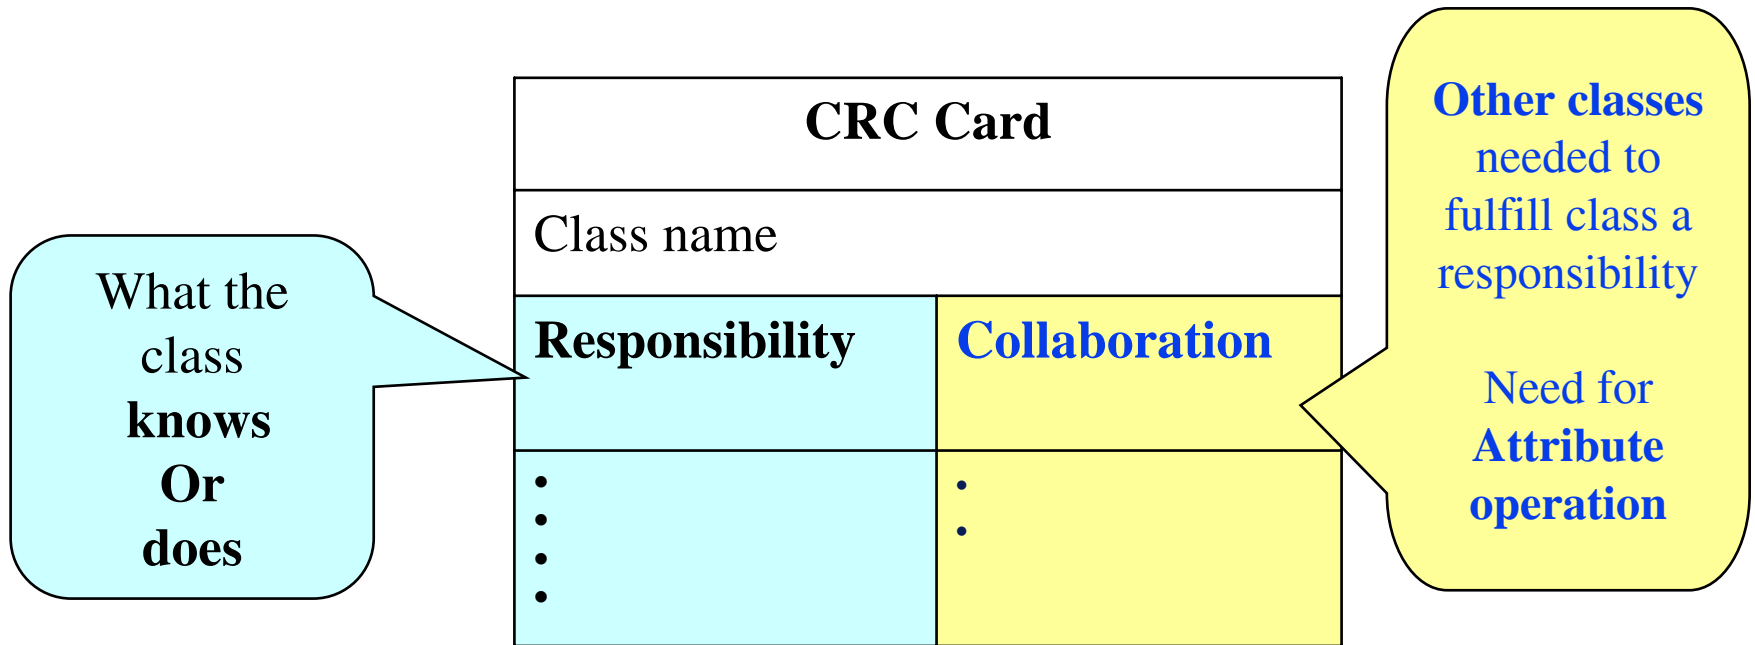 CRC Card
Class name
Responsibility
Collaboration
•
•
•
•
•
•
What the
class
knows
Or
does
Other classes
needed to
fulfill class a
responsibility
Need for
Attribute
operation